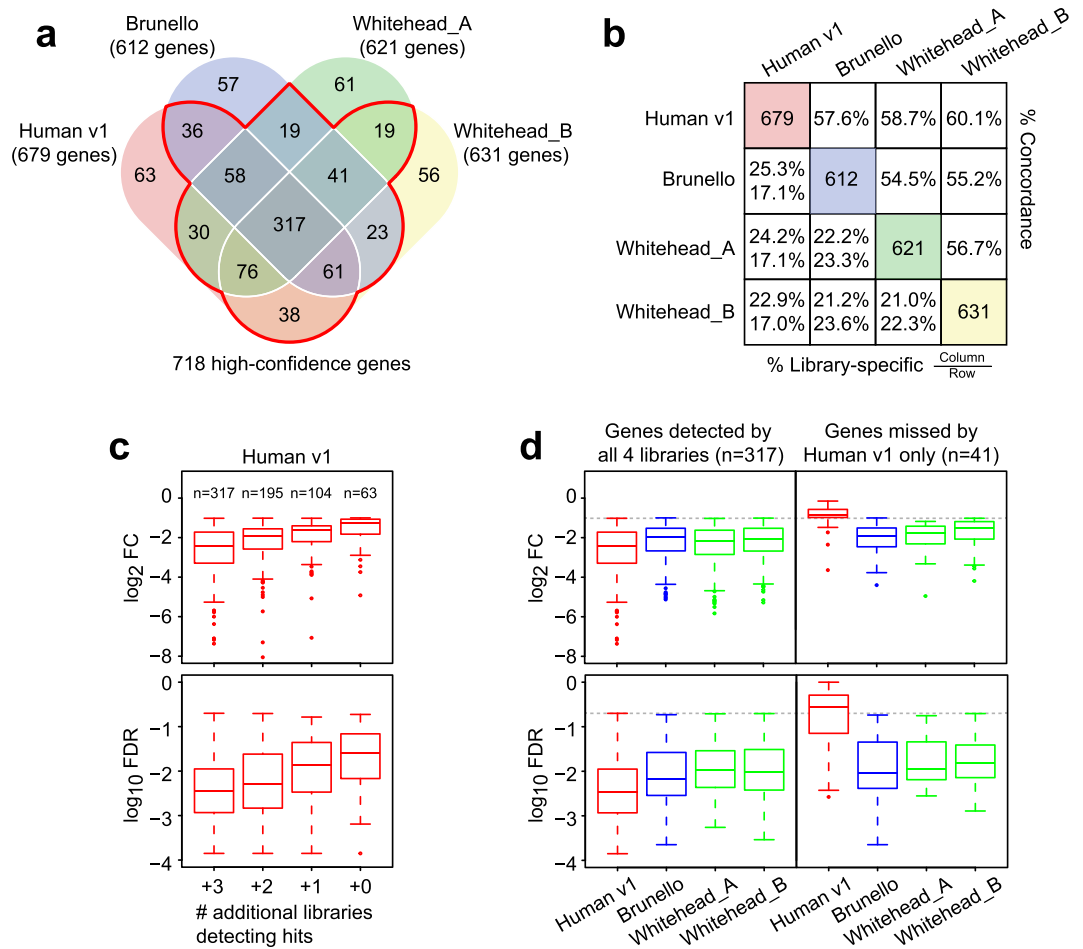 a
Brunello
(612 genes)
Whitehead_A
(621 genes)
Human v1
(679 genes)
Whitehead_B
(631 genes)
57
61
36
19
19
63
58
41
56
30
317
23
76
61
38
718 high-confidence genes
b
Human v1
Brunello
Whitehead_A
Whitehead_B
Human v1
679
57.6%
58.7%
60.1%
Brunello
25.3%
17.1%
612
54.5%
55.2%
Whitehead_A
24.2%
17.1%
22.2%
23.3%
621
56.7%
Whitehead_B
22.9%
17.0%
21.2%
23.6%
21.0%
22.3%
631
% Concordance
% Library-specific
Column
Row
c
Human v1
n=317
n=195
n=104
n=63
log2 FC
0
−2
−4
−6
−8
log10 FDR
0
−1
−2
−3
−4
+3
+2
+1
+0
# additional libraries
detecting hits
d
Genes detected by
all 4 libraries (n=317)
Genes missed by
Human v1 only (n=41)
log2 FC
0
−2
−4
−6
−8
log10 FDR
0
−1
−2
−3
−4
Human v1
Brunello
Whitehead_A
Whitehead_B
Human v1
Brunello
Whitehead_A
Whitehead_B